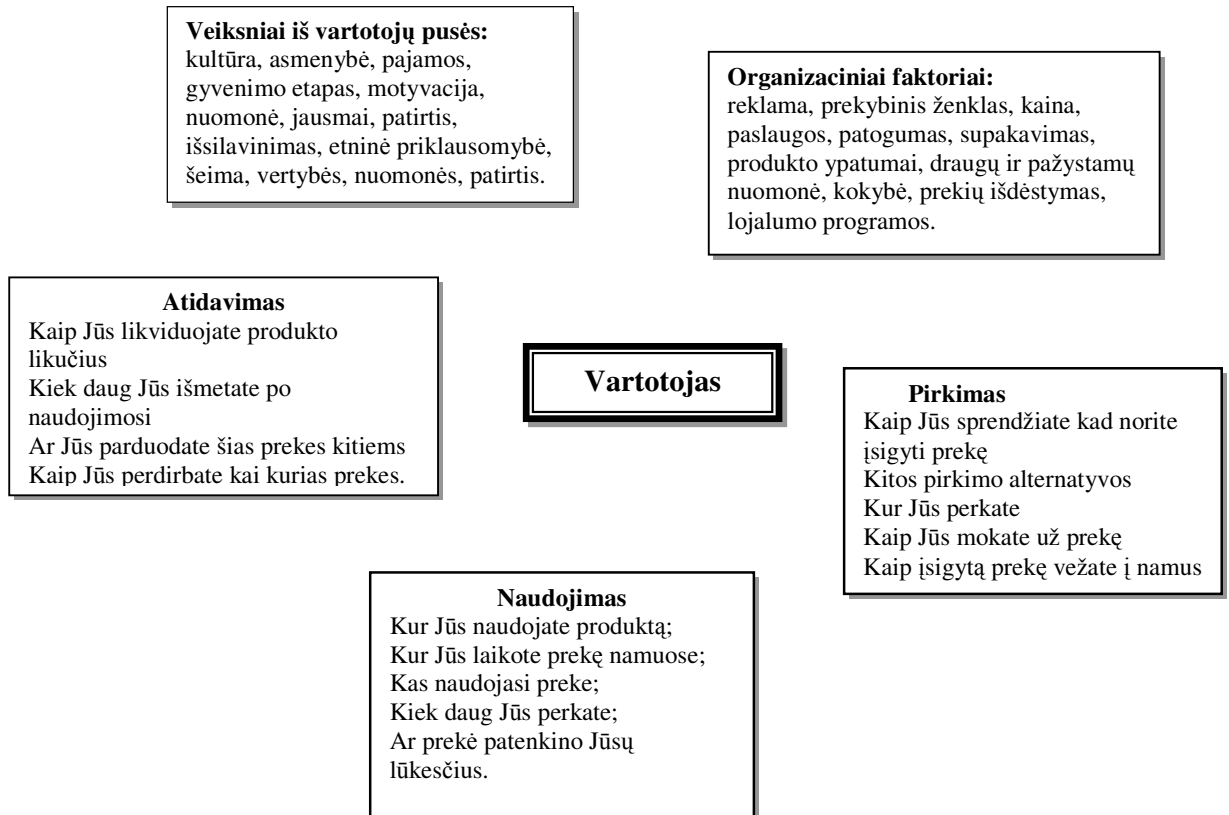 Veiksniai iš vartotojų pusės:
kultūra, asmenybė, pajamos,
gyvenimo etapas, motyvacija,
nuomonė, jausmai, patirtis,
išsilavinimas, etninė priklausomybė,
šeima, vertybės, nuomonės, patirtis.
Organizaciniai faktoriai:
reklama, prekybinis ženklas, kaina,
paslaugos, patogumas, supakavimas,
produkto ypatumai, draugų ir pažystamų
nuomonė, kokybė, prekių išdėstymas,
lojalumo programos.
Atidavimas
Kaip Jūs likviduojate produkto
likučius
Kiek daug Jūs išmetate po
naudojimosi
Ar Jūs parduodate šias prekes kitiems
Kaip Jūs perdirbate kai kurias prekes.
Vartotojas
Pirkimas
Kaip Jūs sprendžiate kad norite
įsigyti prekę
Kitos pirkimo alternatyvos
Kur Jūs perkate
Kaip Jūs mokate už prekę
Kaip įsigytą prekę vežate į namus
Naudojimas
Kur Jūs naudojate produktą;
Kur Jūs laikote prekę namuose;
Kas naudojasi preke;
Kiek daug Jūs perkate;
Ar prekė patenkino Jūsų
lūkesčius.